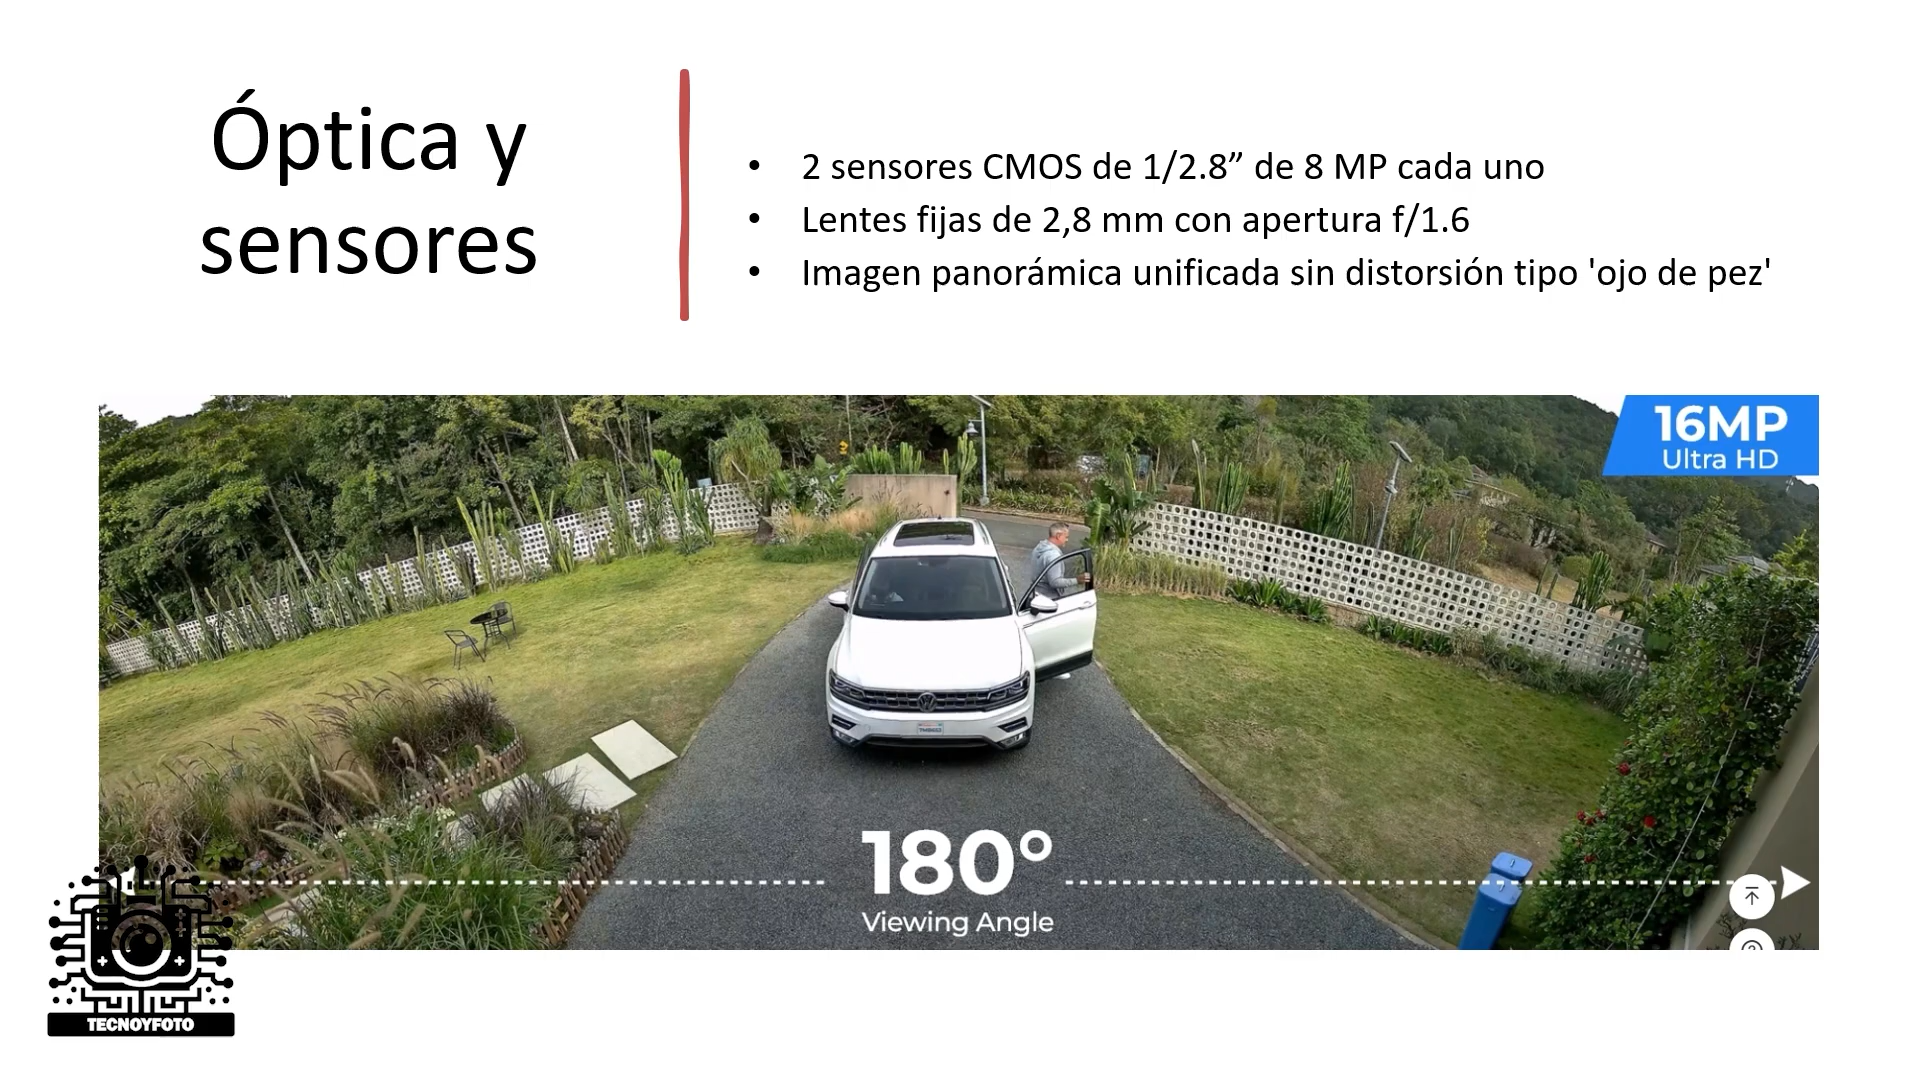 Óptica y
sensores
• 2 sensores CMOS de 1/2.8” de 8 MP cada uno
• Lentes fijas de 2,8 mm con apertura f/1.6
• Imagen panorámica unificada sin distorsión tipo 'ojo de pez'
16MP
Ultra HD
180°
Viewing Angle
TECNOYFOTO